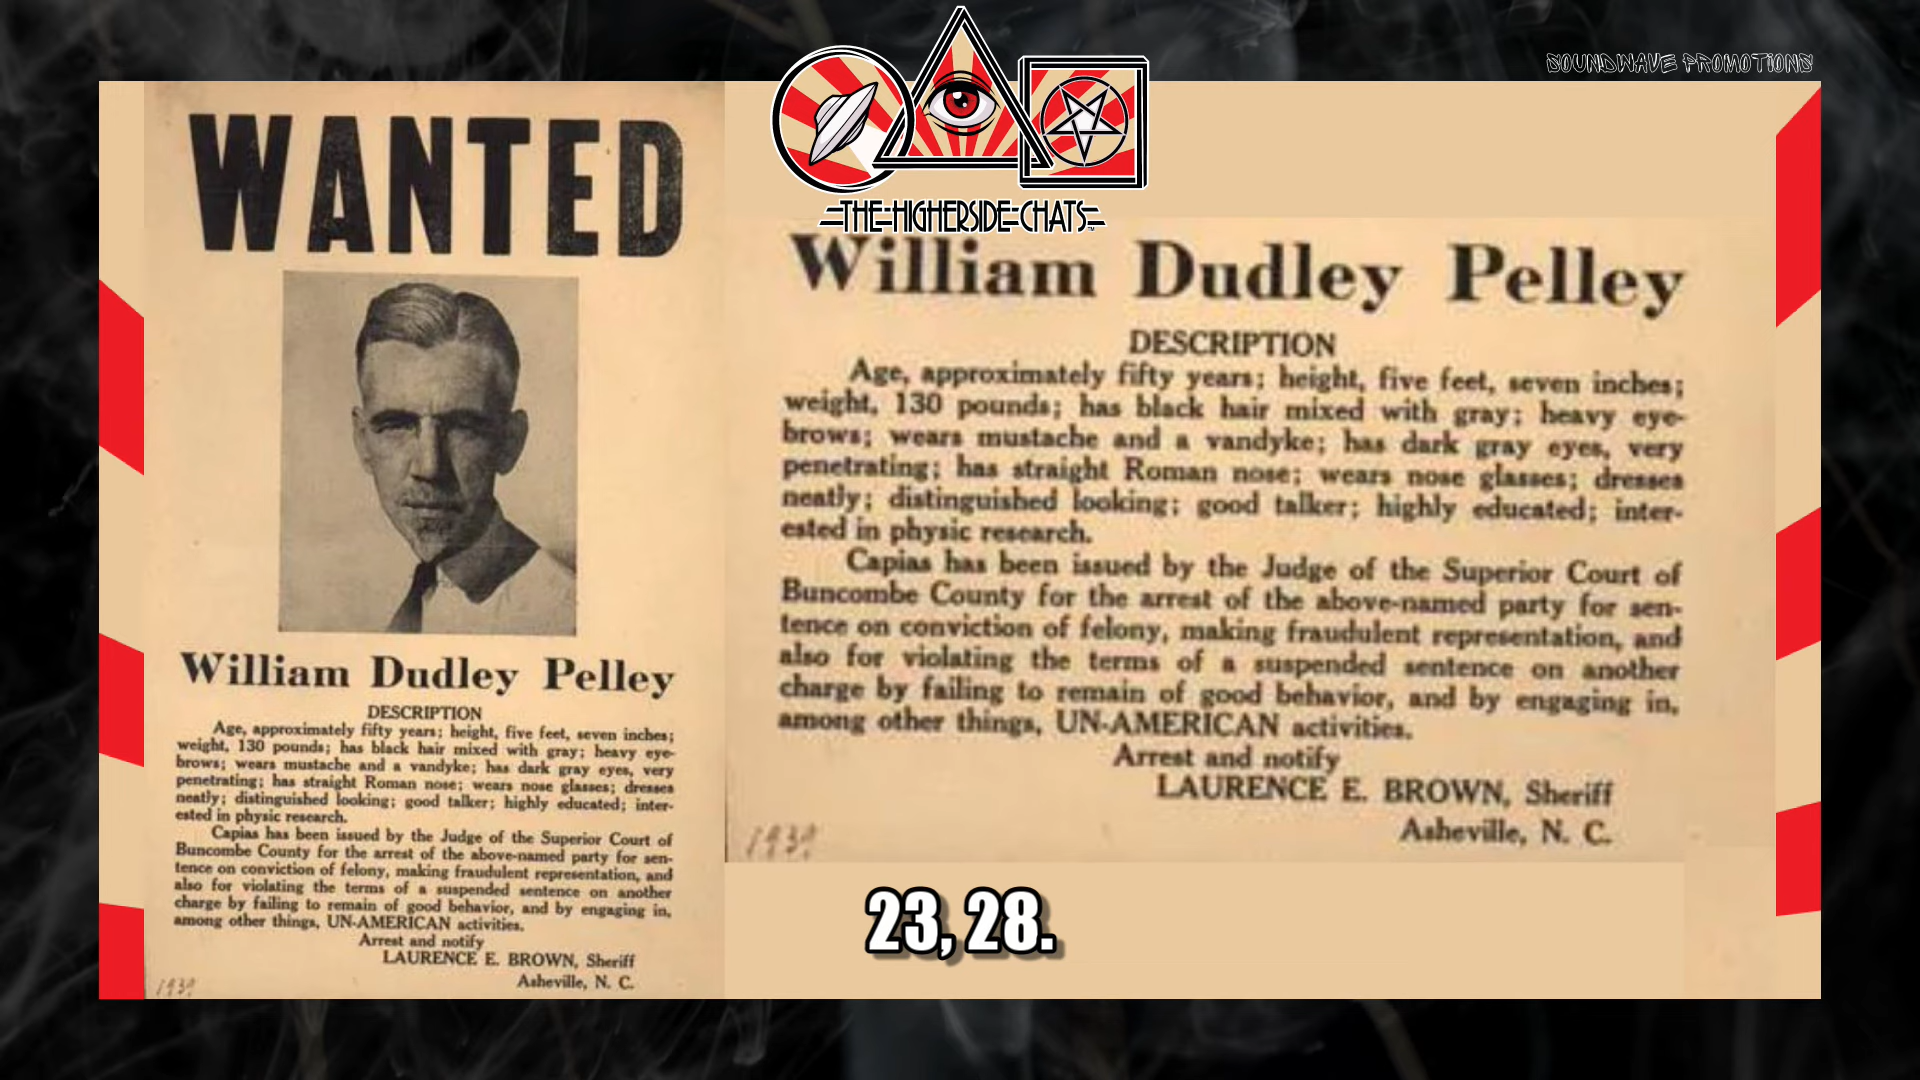 SOUNDWAVE PROMOTIONS
THE HIGHERSIDE CHATS
TM
WANTED
William Dudley Pelley
DESCRIPTION
Age, approximately fifty years; height, five feet, seven inches;
weight, 130 pounds; has black hair mixed with gray; heavy eye-
brows; wears mustache and a vandyke; has dark gray eyes, very
penetrating; has straight Roman nose; wears nose glasses; dresses
neatly; distinguished looking; good talker; highly educated; inter-
ested in physic research.
Capias has been issued by the Judge of the Superior Court of
Buncombe County for the arrest of the above-named party for sen-
tence on conviction of felony, making fraudulent representation, and
also for violating the terms of a suspended sentence on another
charge by failing to remain of good behavior, and by engaging in,
among other things, UN-AMERICAN activities.
Arrest and notify
LAURENCE E. BROWN, Sheriff
Asheville, N. C.
1939
William Dudley Pelley
DESCRIPTION
Age, approximately fifty years; height, five feet, seven inches;
weight, 130 pounds; has black hair mixed with gray; heavy eye-
brows; wears mustache and a vandyke; has dark gray eyes, very
penetrating; has straight Roman nose; wears nose glasses; dresses
neatly; distinguished looking; good talker; highly educated; inter-
ested in physic research.
Capias has been issued by the Judge of the Superior Court of
Buncombe County for the arrest of the above-named party for sen-
tence on conviction of felony, making fraudulent representation, and
also for violating the terms of a suspended sentence on another
charge by failing to remain of good behavior, and by engaging in,
among other things, UN-AMERICAN activities.
Arrest and notify
LAURENCE E. BROWN, Sheriff
Asheville, N. C.
1939
23, 28.